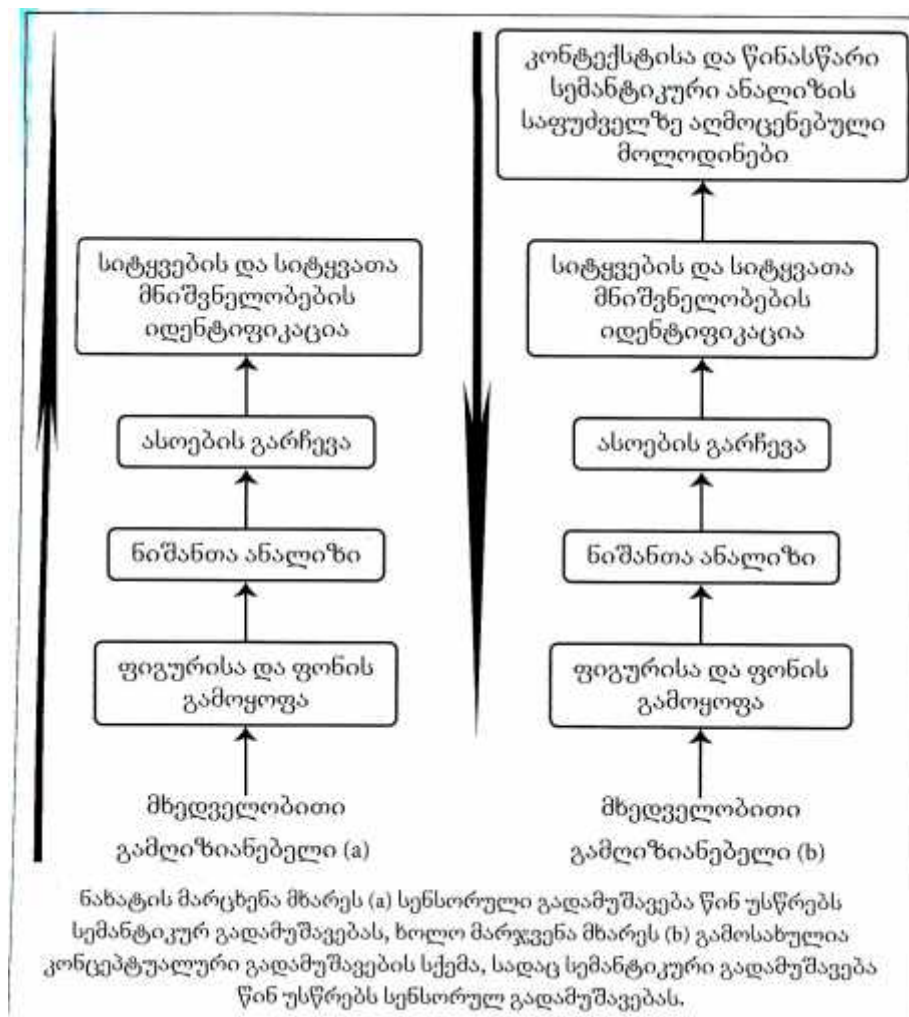 სიტყვების და სიტყვათა
მნიშვნელობების
იდენტიფიკაცია
ასოების გარჩევა
ნიშანთა ანალიზი
ფიგურისა და ფონის
გამოყოფა
მხედველობითი
გამღიზიანებელი (a)
კონტექსტისა და წინასწარი
სემანტიკური ანალიზის
საფუძველზე აღმოცენებული
მოლოდინები
სიტყვების და სიტყვათა
მნიშვნელობების
იდენტიფიკაცია
ასოების გარჩევა
ნიშანთა ანალიზი
ფიგურისა და ფონის
გამოყოფა
მხედველობითი
გამღიზიანებელი (b)
ნახატის მარცხენა მხარეს (a) სენსორული გადამუშავება წინ უსწრებს
სემანტიკურ გადამუშავებას, ხოლო მარჯვენა მხარეს (b) გამოსახულია
კონცეპტუალური გადამუშავების სქემა, სადაც სემანტიკური გადამუშავება
წინ უსწრებს სენსორულ გადამუშავებას.